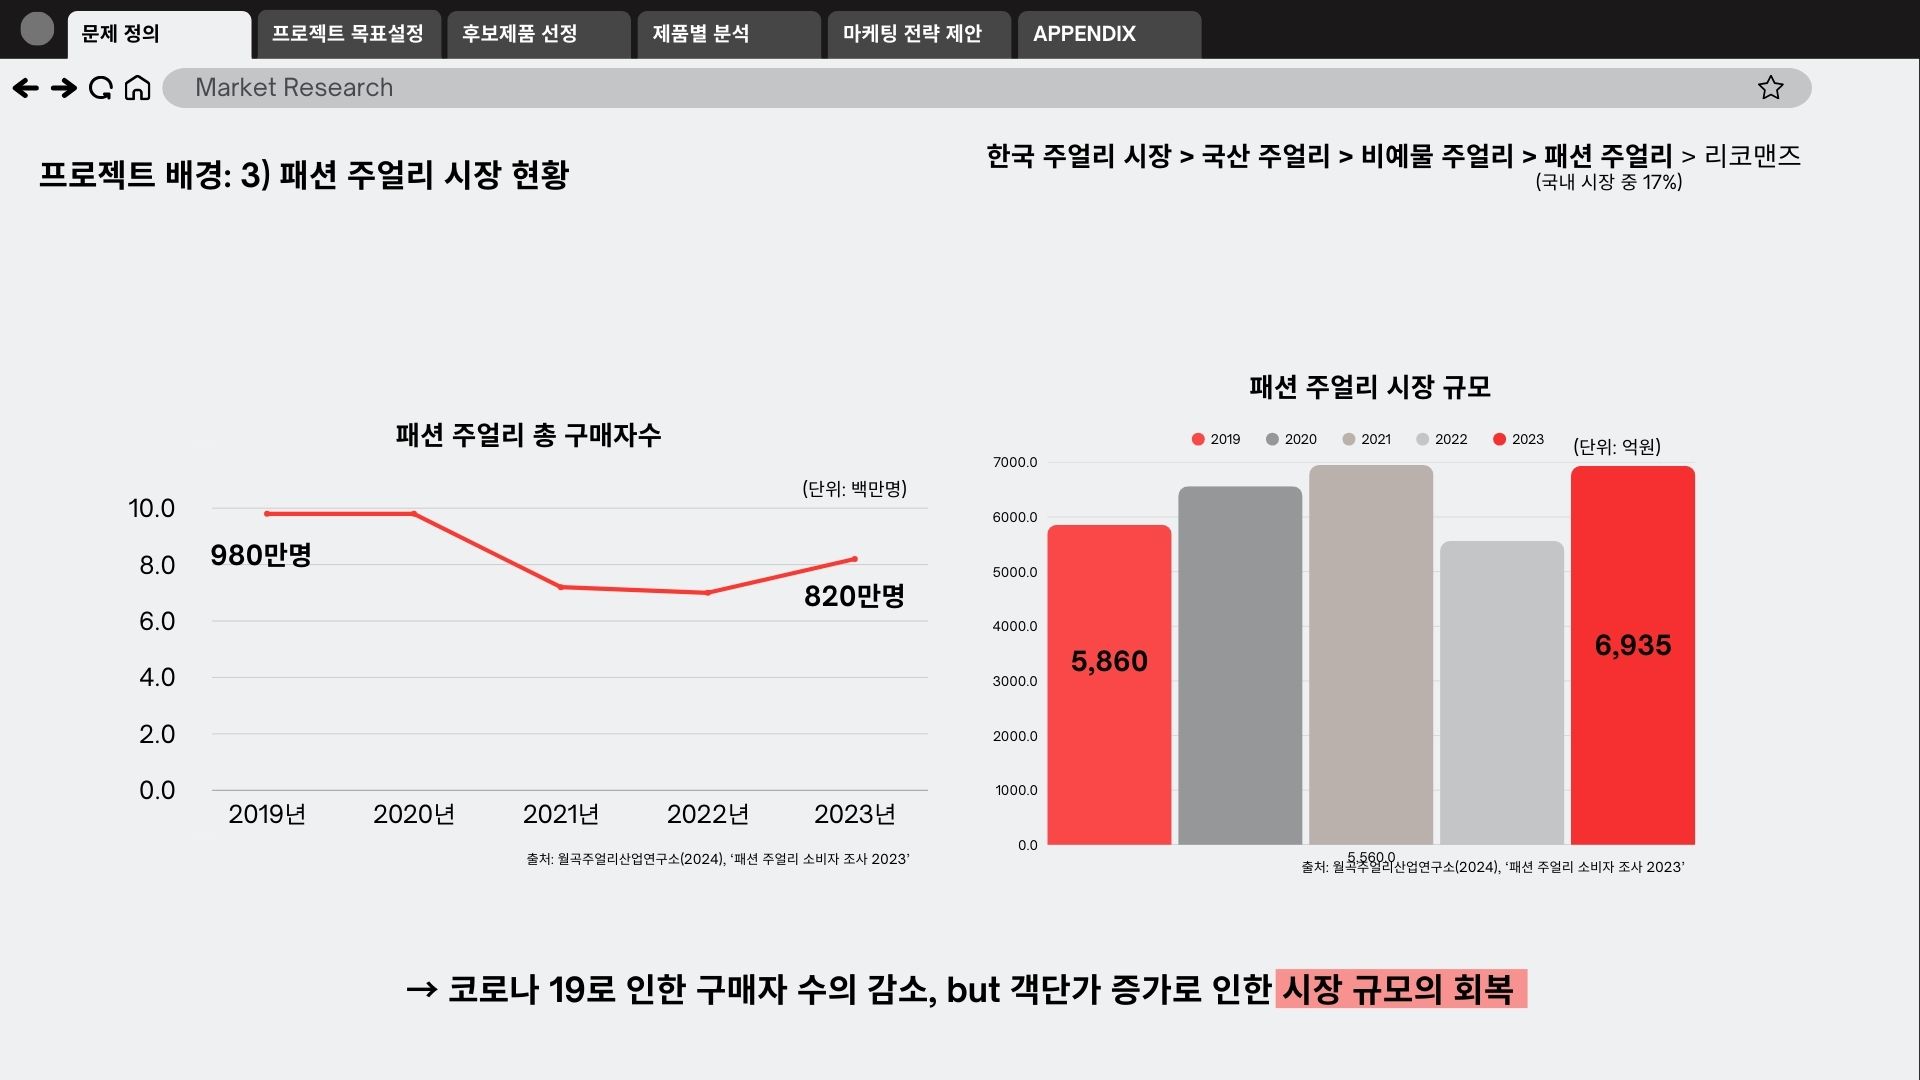 문제 정의
프로젝트 목표설정
후보제품 선정
제품별 분석
마케팅 전략 제안
APPENDIX
Market Research
프로젝트 배경: 3) 패션 주얼리 시장 현황
한국 주얼리 시장 > 국산 주얼리 > 비예물 주얼리 > 패션 주얼리 > 리코맨즈
(국내 시장 중 17%)
패션 주얼리 총 구매자수
(단위: 백만명)
10.0
8.0
6.0
4.0
2.0
0.0
980만명
820만명
2019년
2020년
2021년
2022년
2023년
출처: 월곡주얼리산업연구소(2024), ‘패션 주얼리 소비자 조사 2023’
패션 주얼리 시장 규모
2019
2020
2021
2022
2023
(단위: 억원)
7000.0
6000.0
5000.0
4000.0
3000.0
2000.0
1000.0
0.0
5,860
6,935
5,560.0
출처: 월곡주얼리산업연구소(2024), ‘패션 주얼리 소비자 조사 2023’
→ 코로나 19로 인한 구매자 수의 감소, but 객단가 증가로 인한 시장 규모의 회복